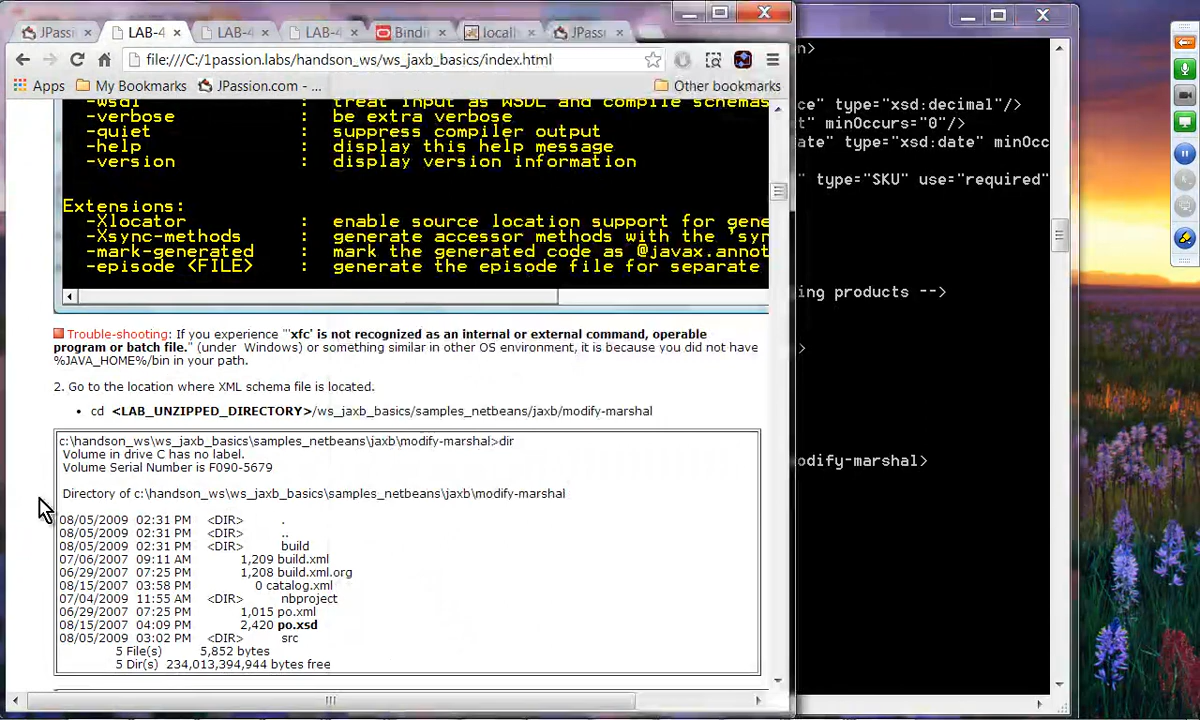 JPassi
LAB-4
LAB-4
LAB-4
Bindi
locall
JPassi
file:///C:/1passion.labs/handson_ws/ws_jaxb_basics/index.html
Apps
My Bookmarks
JPassion.com - ...
Other bookmarks
-wsdl : treat input as WSDL and compile schemas
-verbose : be extra verbose
-quiet : suppress compiler output
-help : display this help message
-version : display version information
Extensions:
-Xlocator : enable source location support for gene
-Xsync-methods : generate accessor methods with the 'syn
-mark-generated : mark the generated code as @javax.annot
-episode <FILE> : generate the episode file for separate
Trouble-shooting: If you experience "'xfc' is not recognized as an internal or external command, operable
program or batch file." (under Windows) or something similar in other OS environment, it is because you did not have
%JAVA_HOME%/bin in your path.
2. Go to the location where XML schema file is located.
• cd <LAB_UNZIPPED_DIRECTORY>/ws_jaxb_basics/samples_netbeans/jaxb/modify-marshal
c:\handson_ws\ws_jaxb_basics\samples_netbeans\jaxb\modify-marshal>dir
Volume in drive C has no label.
Volume Serial Number is F090-5679
Directory of c:\handson_ws\ws_jaxb_basics\samples_netbeans\jaxb\modify-marshal
08/05/2009 02:31 PM <DIR> .
08/05/2009 02:31 PM <DIR> ..
08/05/2009 02:31 PM <DIR> build
07/06/2007 09:11 AM 1,209 build.xml
06/29/2007 07:25 PM 1,208 build.xml.org
08/15/2007 03:58 PM 0 catalog.xml
07/04/2009 11:55 AM <DIR> nbproject
06/29/2007 07:25 PM 1,015 po.xml
08/15/2007 04:09 PM 2,420 po.xsd
08/05/2009 03:02 PM <DIR> src
5 File(s) 5,852 bytes
5 Dir(s) 234,013,394,944 bytes free
n>
ce" type="xsd:decimal"/>
t" minOccurs="0"/>
ate" type="xsd:date" minOcc
" type="SKU" use="required"
ing products -->
>
odify-marshal>